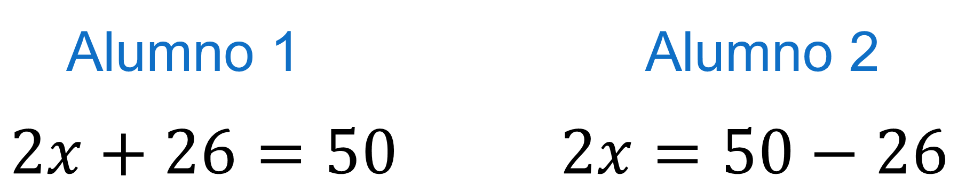 Alumno 1
Alumno 2
2x + 26 = 50
2x = 50 − 26